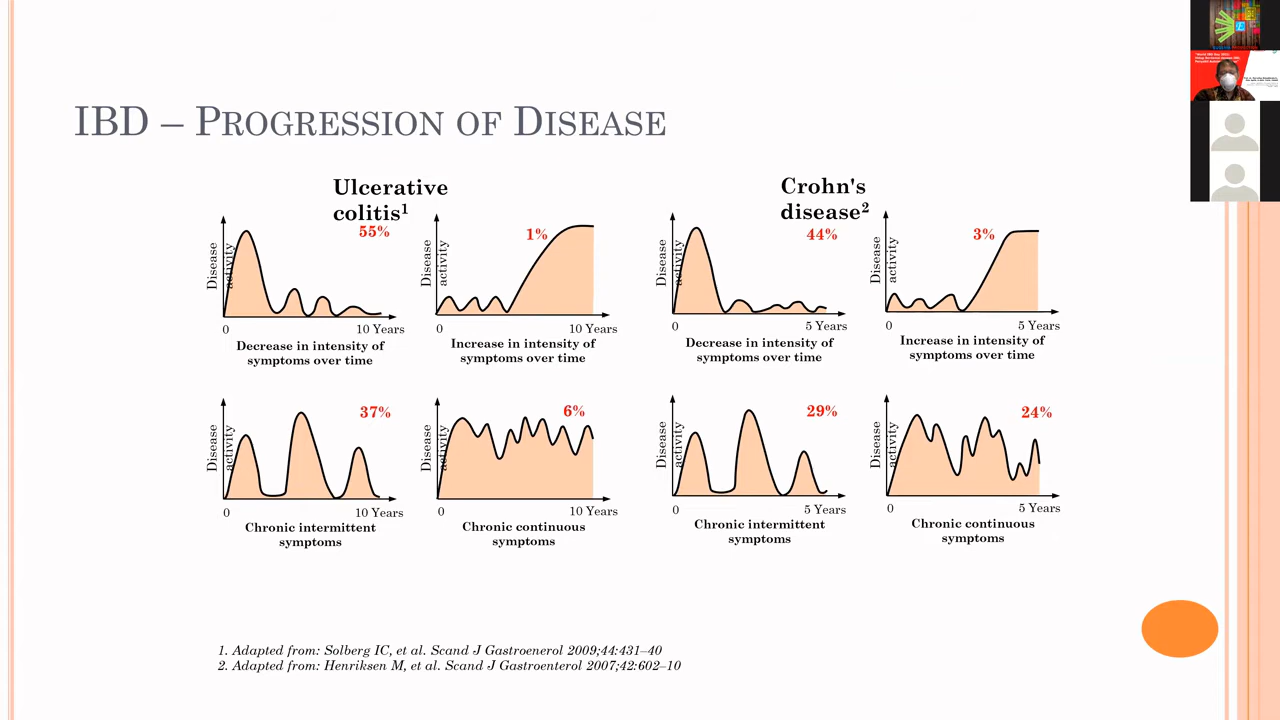 IBD – Progression of Disease
Ulcerative
colitis¹
Crohn's
disease²
Disease
activity
55%
0
10 Years
Decrease in intensity of
symptoms over time
Disease
activity
1%
0
10 Years
Increase in intensity of
symptoms over time
Disease
activity
44%
0
5 Years
Decrease in intensity of
symptoms over time
Disease
activity
3%
0
5 Years
Increase in intensity of
symptoms over time
Disease
activity
37%
0
10 Years
Chronic intermittent
symptoms
Disease
activity
6%
0
10 Years
Chronic continuous
symptoms
Disease
activity
29%
0
5 Years
Chronic intermittent
symptoms
Disease
activity
24%
0
5 Years
Chronic continuous
symptoms
1. Adapted from: Solberg IC, et al. Scand J Gastroenerol 2009;44:431–40
2. Adapted from: Henriksen M, et al. Scand J Gastroenterol 2007;42:602–10